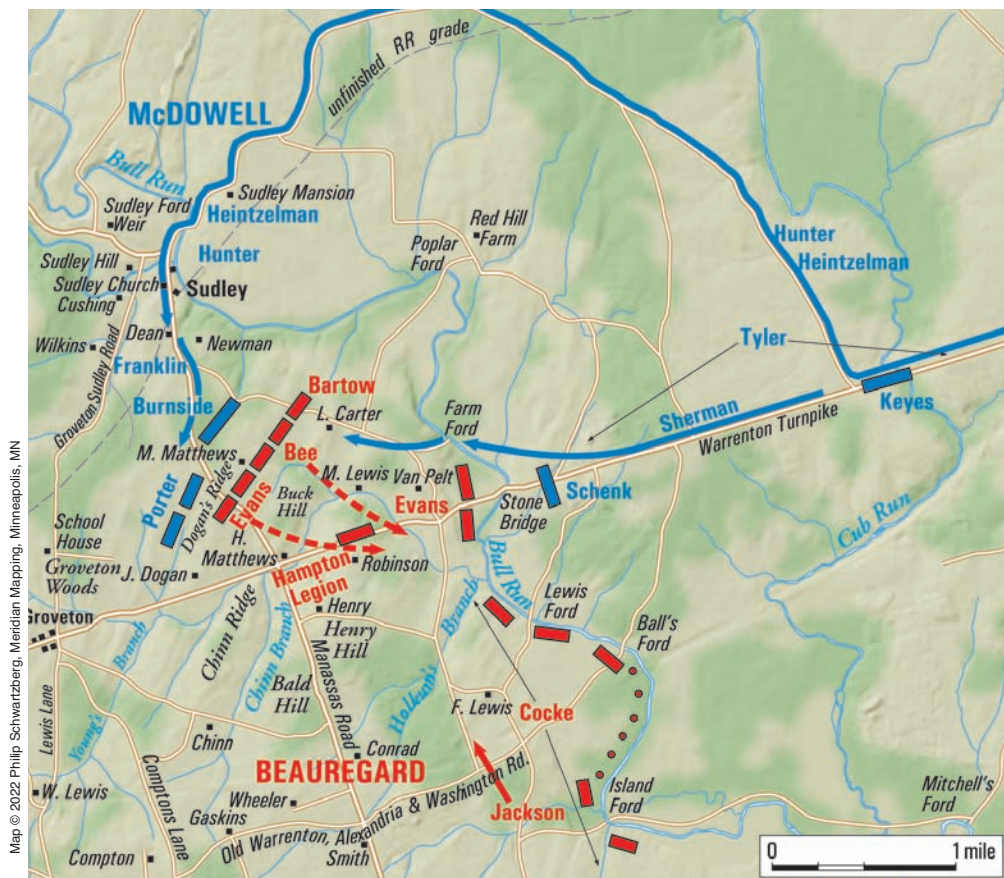 unfinished RR grade
McDOWELL
Bull Run
Sudley Mansion
Heintzelman
Sudley Ford
Weir
Red Hill
Farm
Poplar
Ford
Hunter
Heintzelman
Hunter
Sudley Hill
Sudley Church
Cushing
Sudley
Dean
Newman
Wilkins
Groveton Sudley Road
Franklin
Tyler
Bartow
Burnside
L. Carter
Farm
Ford
Sherman
Keyes
Warrenton Turnpike
M. Matthews
Bee
M. Lewis
Van Pelt
Porter
Dogan's Ridge
Evans
Buck
Hill
Evans
Schenk
Stone
Bridge
Cub Run
School
House
Groveton
Woods
H.
Matthews
Robinson
J. Dogan
Hampton
Legion
Bull Run
Branch
Lewis
Ford
Ball's
Ford
Groveton
Henry
Henry
Hill
Branch
Chinn Ridge
Chinn Branch
Manassas Road
Bald
Hill
Holkum's
Lewis Lane
Young's
F. Lewis
Cocke
Chinn
Conrad
BEAUREGARD
Comptons Lane
W. Lewis
Wheeler
Gaskins
Old Warrenton, Alexandria & Washington Rd.
Jackson
Island
Ford
Mitchell's
Ford
Compton
Smith
0 1 mile
Map © 2022 Philip Schwartzberg, Meridian Mapping, Minneapolis, MN